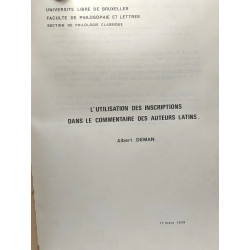 UNIVERSITE LIBRE DE BRUXELLES
FACULTE DE PHILOSOPHIE ET LETTRES
SECTION DE PHILOLOGIE CLASSIQUE
L'UTILISATION DES INSCRIPTIONS
DANS LE COMMENTAIRE DES AUTEURS LATINS
Albert DEMAN